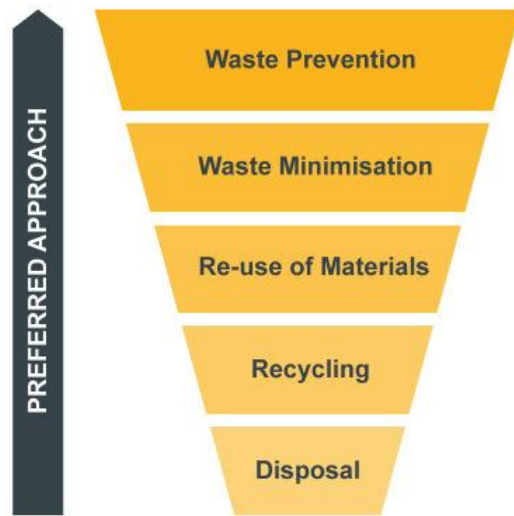 PREFERRED APPROACH
Waste Prevention
Waste Minimisation
Re-use of Materials
Recycling
Disposal